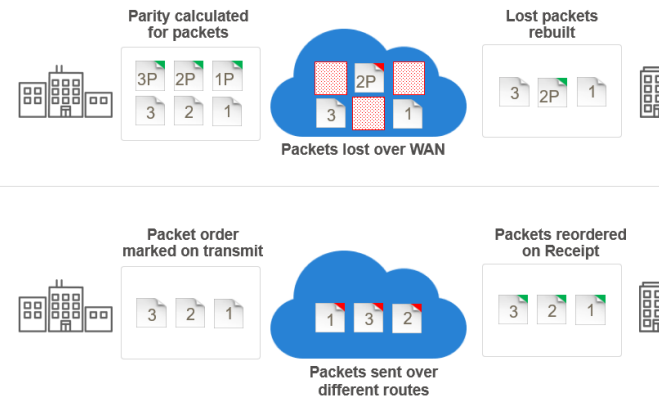 Parity calculated
for packets
Lost packets
rebuilt
3P 2P 1P
3 2 1
2P
3 1
3 2P 1
Packets lost over WAN
Packet order
marked on transmit
Packets reordered
on Receipt
3 2 1
1 3 2
3 2 1
Packets sent over
different routes